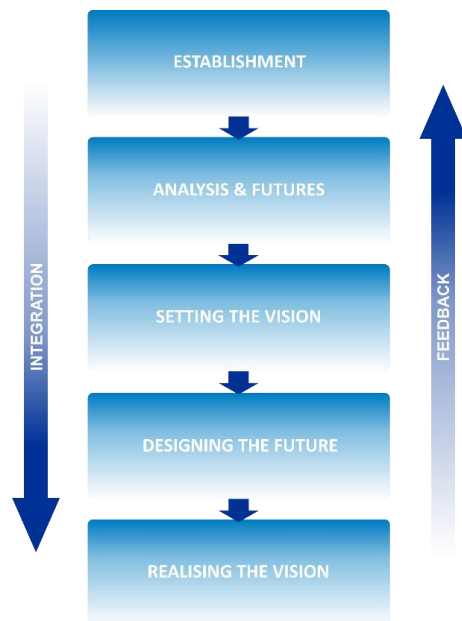 ESTABLISHMENT
ANALYSIS & FUTURES
SETTING THE VISION
DESIGNING THE FUTURE
REALISING THE VISION
INTEGRATION
FEEDBACK